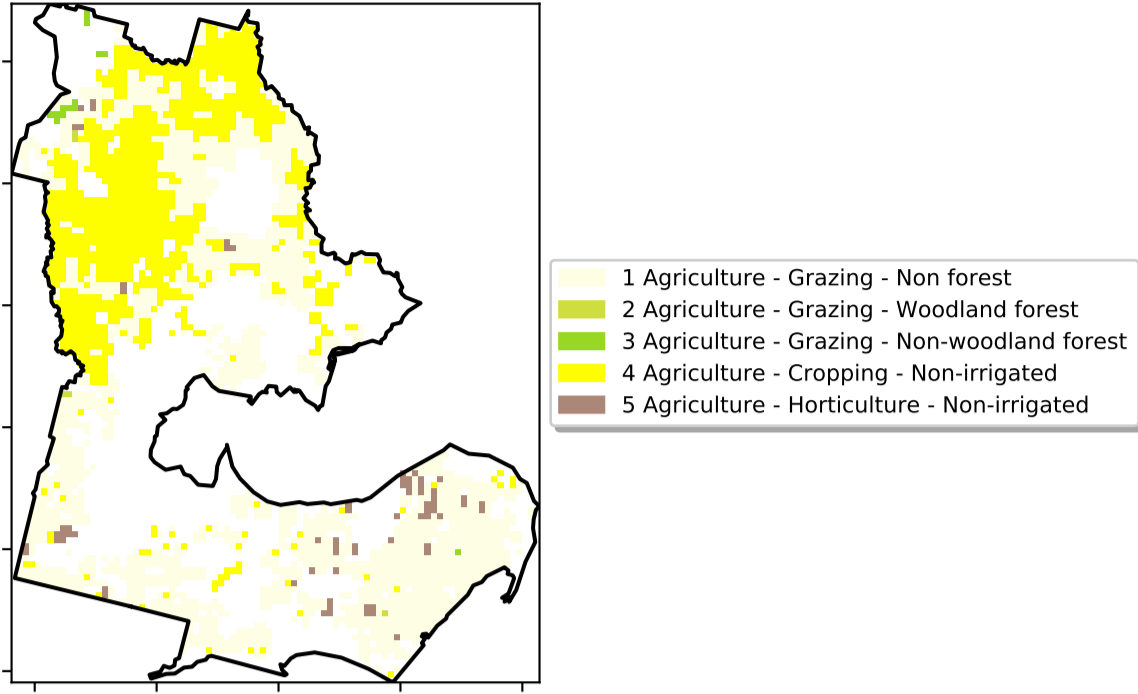 1 Agriculture - Grazing - Non forest
2 Agriculture - Grazing - Woodland forest
3 Agriculture - Grazing - Non-woodland forest
4 Agriculture - Cropping - Non-irrigated
5 Agriculture - Horticulture - Non-irrigated